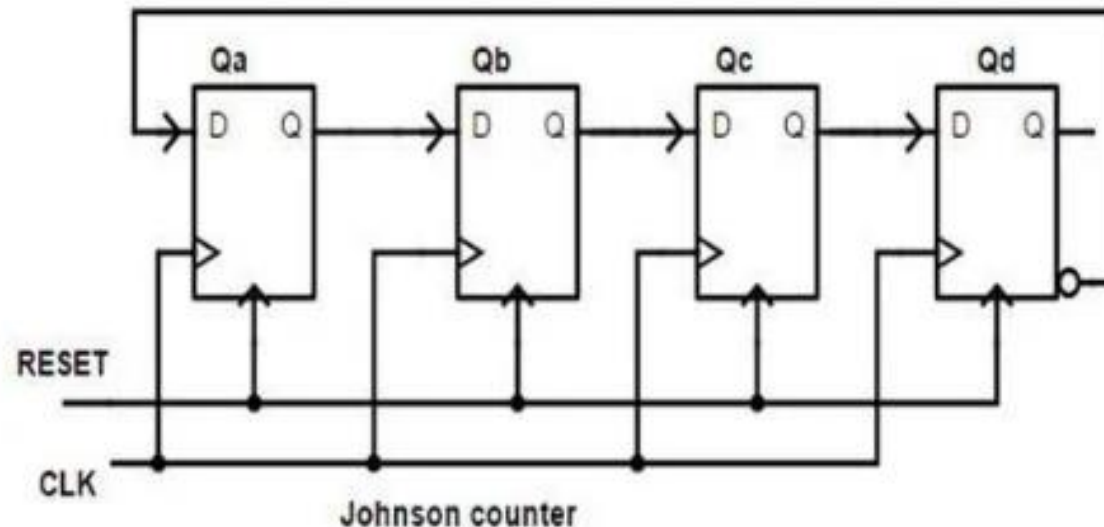 Qa Qb Qc Qd
D Q D Q D Q D Q
RESET
CLK
Johnson counter